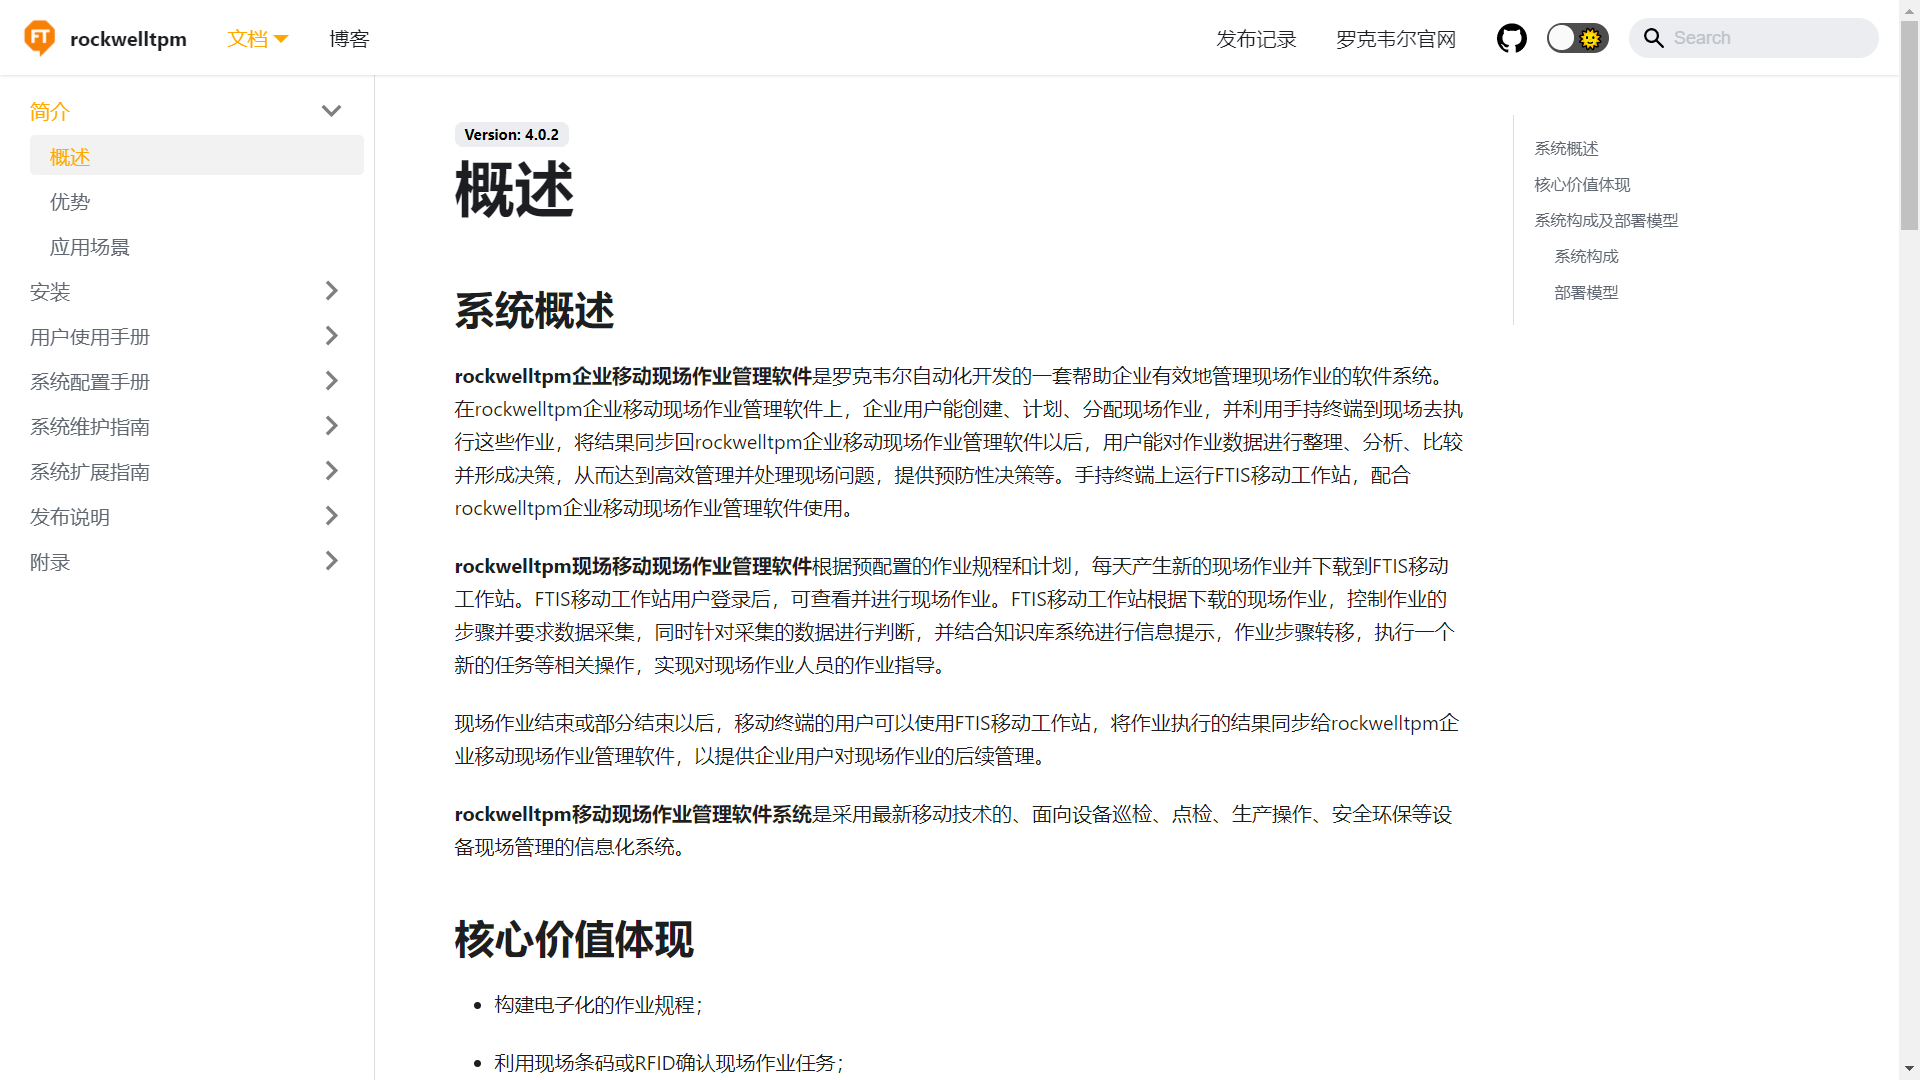 FT rockwelltpm 文档 博客 发布记录 罗克韦尔官网 Search
简介
概述
优势
应用场景
安装
用户使用手册
系统配置手册
系统维护指南
系统扩展指南
发布说明
附录
Version: 4.0.2
概述
系统概述
rockwelltpm企业移动现场作业管理软件是罗克韦尔自动化开发的一套帮助企业有效地管理现场作业的软件系统。
在rockwelltpm企业移动现场作业管理软件上，企业用户能创建、计划、分配现场作业，并利用手持终端到现场去执
行这些作业，将结果同步回rockwelltpm企业移动现场作业管理软件以后，用户能对作业数据进行整理、分析、比较
并形成决策，从而达到高效管理并处理现场问题，提供预防性决策等。手持终端上运行FTIS移动工作站，配合
rockwelltpm企业移动现场作业管理软件使用。
rockwelltpm现场移动现场作业管理软件根据预配置的作业规程和计划，每天产生新的现场作业并下载到FTIS移动
工作站。FTIS移动工作站用户登录后，可查看并进行现场作业。FTIS移动工作站根据下载的现场作业，控制作业的
步骤并要求数据采集，同时针对采集的数据进行判断，并结合知识库系统进行信息提示，作业步骤转移，执行一个
新的任务等相关操作，实现对现场作业人员的作业指导。
现场作业结束或部分结束以后，移动终端的用户可以使用FTIS移动工作站，将作业执行的结果同步给rockwelltpm企
业移动现场作业管理软件，以提供企业用户对现场作业的后续管理。
rockwelltpm移动现场作业管理软件系统是采用最新移动技术的、面向设备巡检、点检、生产操作、安全环保等设
备现场管理的信息化系统。
核心价值体现
• 构建电子化的作业规程；
• 利用现场条码或RFID确认现场作业任务；
系统概述
核心价值体现
系统构成及部署模型
系统构成
部署模型